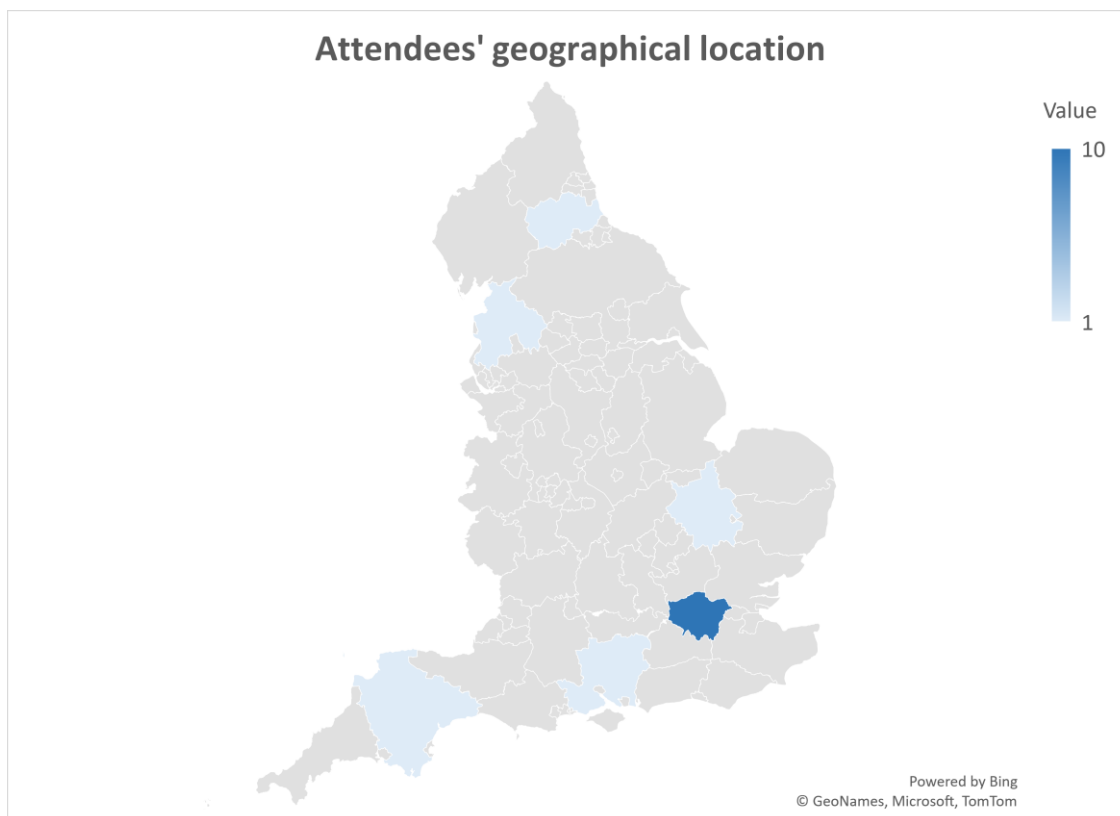 Attendees' geographical location
Value
10
1
Powered by Bing
© GeoNames, Microsoft, TomTom